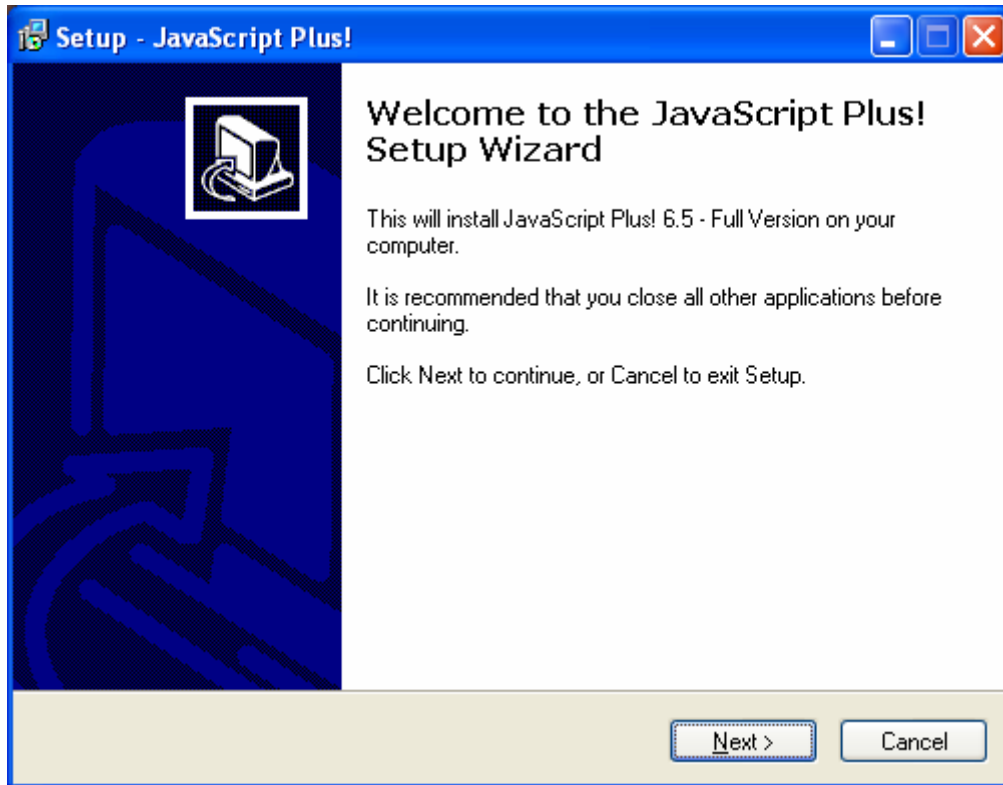 Setup - JavaScript Plus!
Welcome to the JavaScript Plus!
Setup Wizard
This will install JavaScript Plus! 6.5 - Full Version on your
computer.
It is recommended that you close all other applications before
continuing.
Click Next to continue, or Cancel to exit Setup.
Next >
Cancel